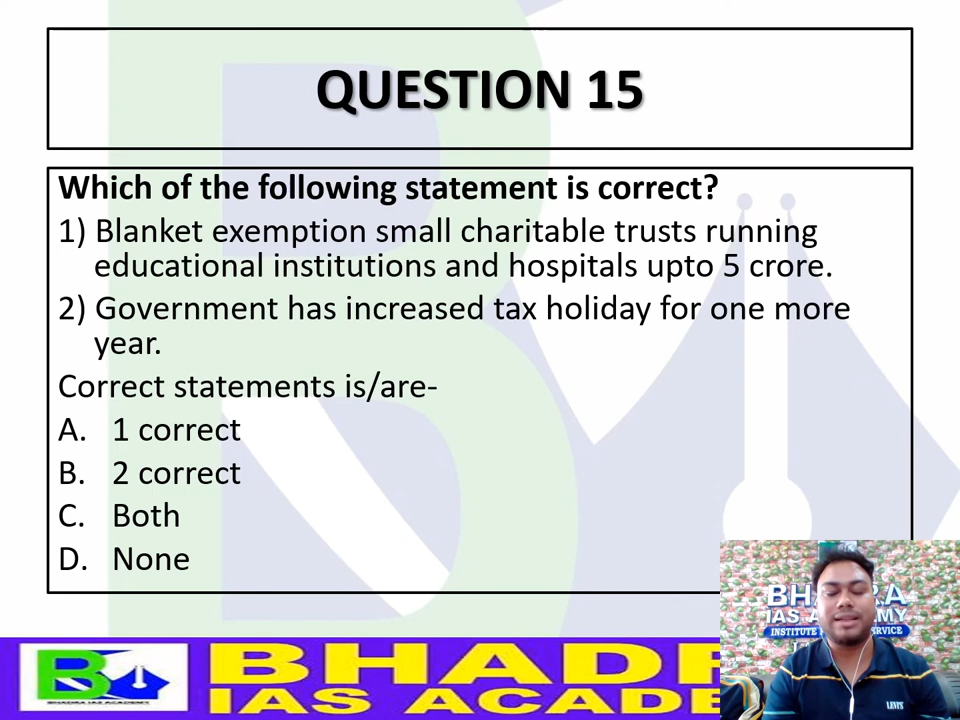 QUESTION 15
Which of the following statement is correct?
1) Blanket exemption small charitable trusts running
educational institutions and hospitals upto 5 crore.
2) Government has increased tax holiday for one more
year.
Correct statements is/are-
A. 1 correct
B. 2 correct
C. Both
D. None
BHADRA
IAS ACADEMY
BHADRA IAS ACADEMY
LEVI'S